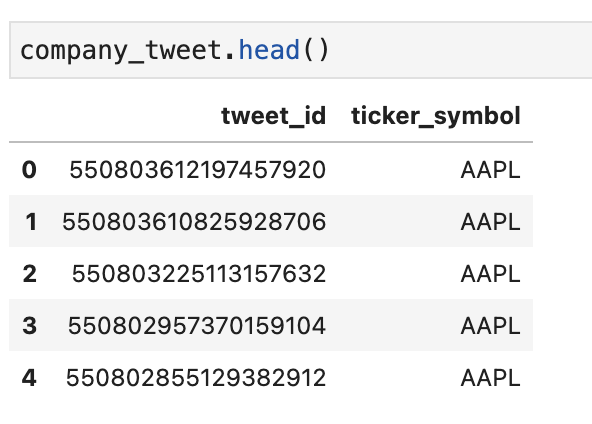 company_tweet.head()
tweet_id ticker_symbol
0 550803612197457920 AAPL
1 550803610825928706 AAPL
2 550803225113157632 AAPL
3 550802957370159104 AAPL
4 550802855129382912 AAPL